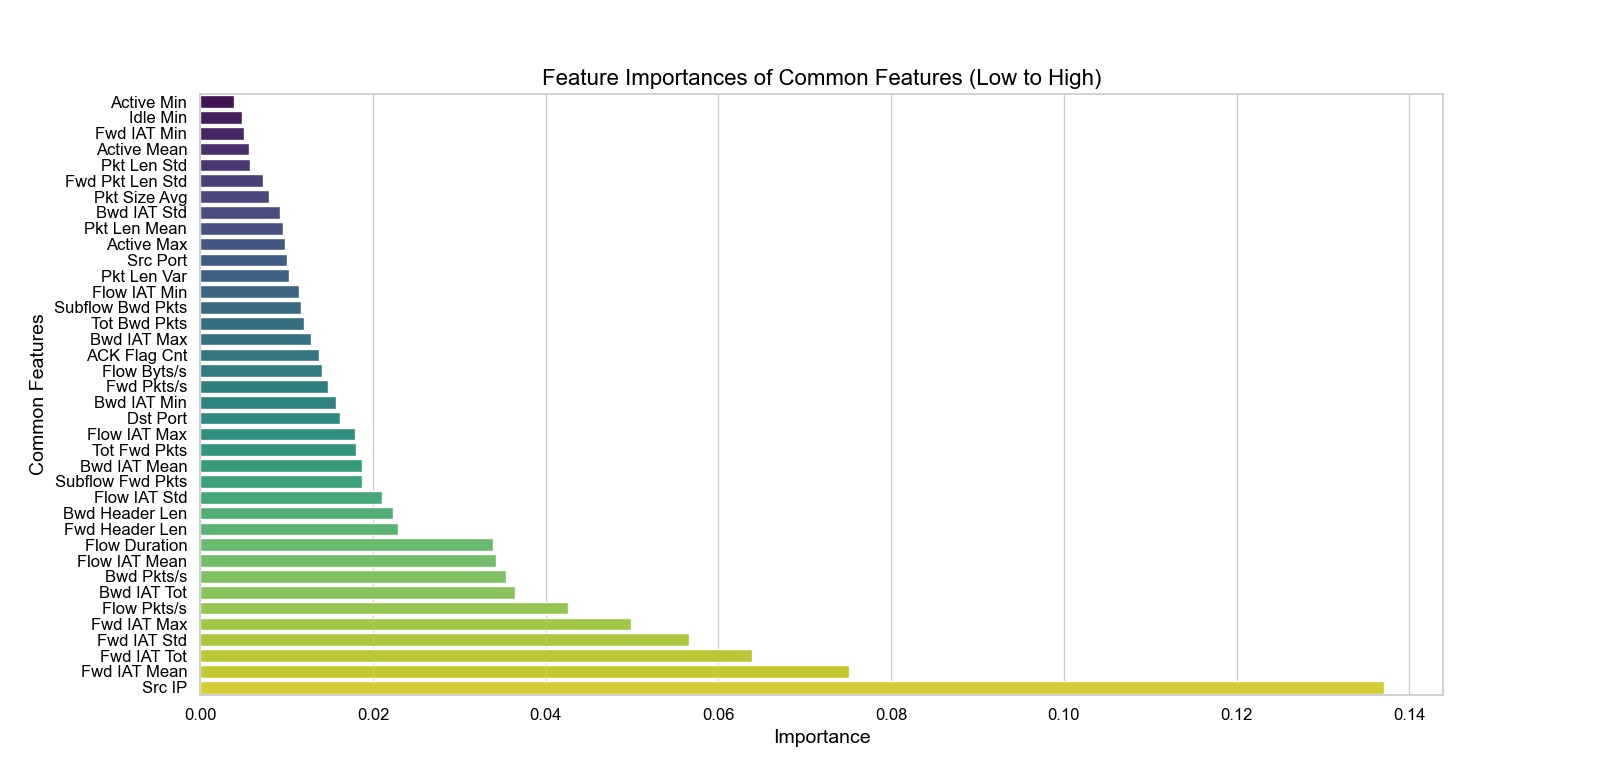 Feature Importances of Common Features (Low to High)
Common Features
Active Min
Idle Min
Fwd IAT Min
Active Mean
Pkt Len Std
Fwd Pkt Len Std
Pkt Size Avg
Bwd IAT Std
Pkt Len Mean
Active Max
Src Port
Pkt Len Var
Flow IAT Min
Subflow Bwd Pkts
Tot Bwd Pkts
Bwd IAT Max
ACK Flag Cnt
Flow Byts/s
Fwd Pkts/s
Bwd IAT Min
Dst Port
Flow IAT Max
Tot Fwd Pkts
Bwd IAT Mean
Subflow Fwd Pkts
Flow IAT Std
Bwd Header Len
Fwd Header Len
Flow Duration
Flow IAT Mean
Bwd Pkts/s
Bwd IAT Tot
Flow Pkts/s
Fwd IAT Max
Fwd IAT Std
Fwd IAT Tot
Fwd IAT Mean
Src IP
0.00 0.02 0.04 0.06 0.08 0.10 0.12 0.14
Importance